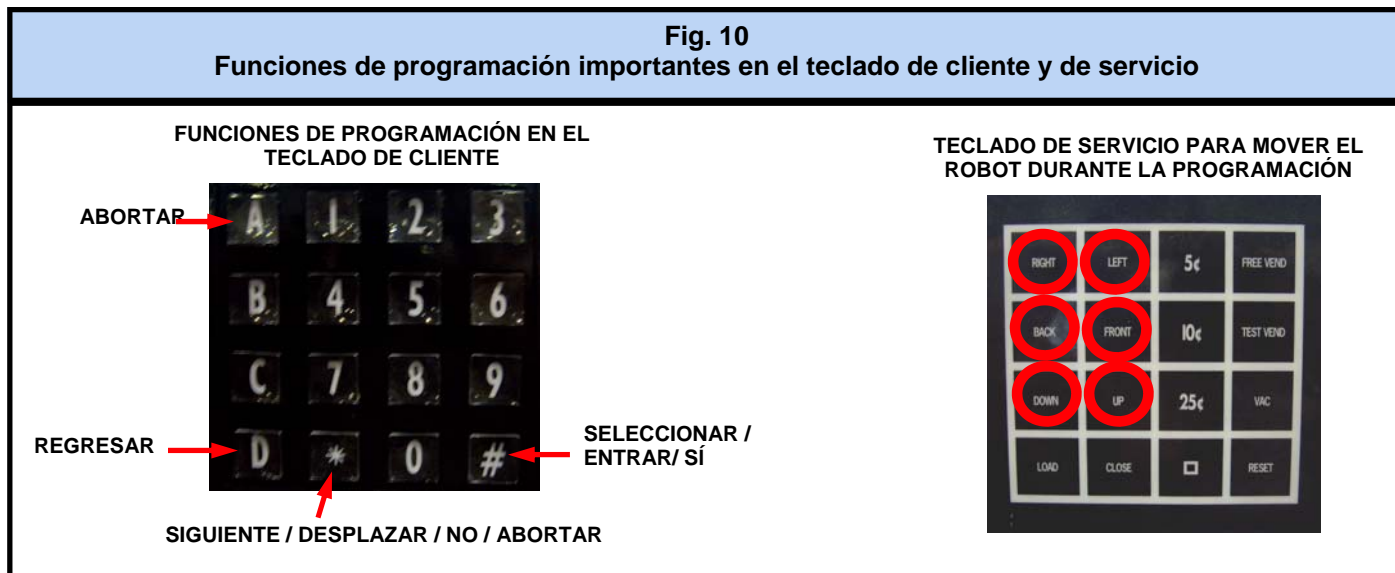 Fig. 10
Funciones de programación importantes en el teclado de cliente y de servicio
FUNCIONES DE PROGRAMACIÓN EN EL
TECLADO DE CLIENTE
ABORTAR
A 1 2 3
B 4 5 6
C 7 8 9
REGRESAR
D * 0 #
SELECCIONAR /
ENTRAR/ SÍ
SIGUIENTE / DESPLAZAR / NO / ABORTAR
TECLADO DE SERVICIO PARA MOVER EL
ROBOT DURANTE LA PROGRAMACIÓN
RIGHT LEFT 5¢ FREE VEND
BACK FRONT 10¢ TEST VEND
DOWN UP 25¢ VAC
LOAD CLOSE RESET